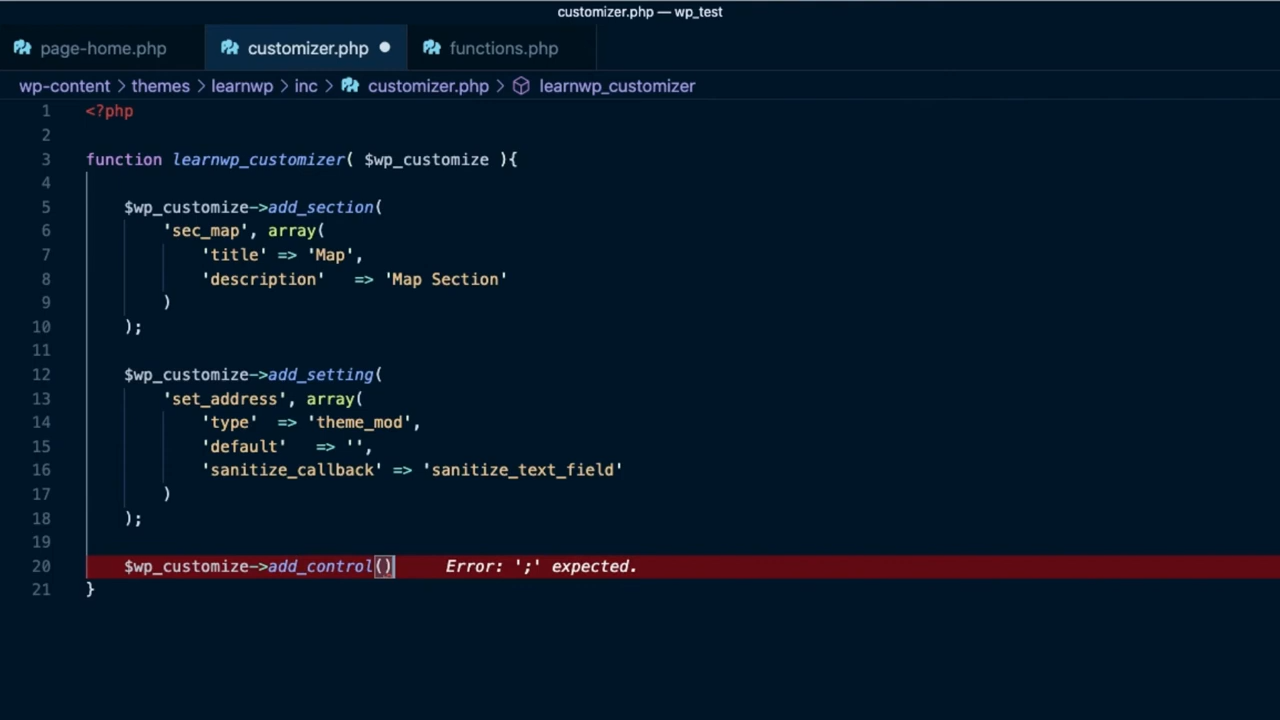 customizer.php — wp_test
page-home.php customizer.php functions.php
wp-content > themes > learnwp > inc > customizer.php > learnwp_customizer
1 <?php
2
3 function learnwp_customizer( $wp_customize ){
4
5 $wp_customize->add_section(
6 'sec_map', array(
7 'title' => 'Map',
8 'description' => 'Map Section'
9 )
10 );
11
12 $wp_customize->add_setting(
13 'set_address', array(
14 'type' => 'theme_mod',
15 'default' => '',
16 'sanitize_callback' => 'sanitize_text_field'
17 )
18 );
19
20 $wp_customize->add_control() Error: ';' expected.
21 }